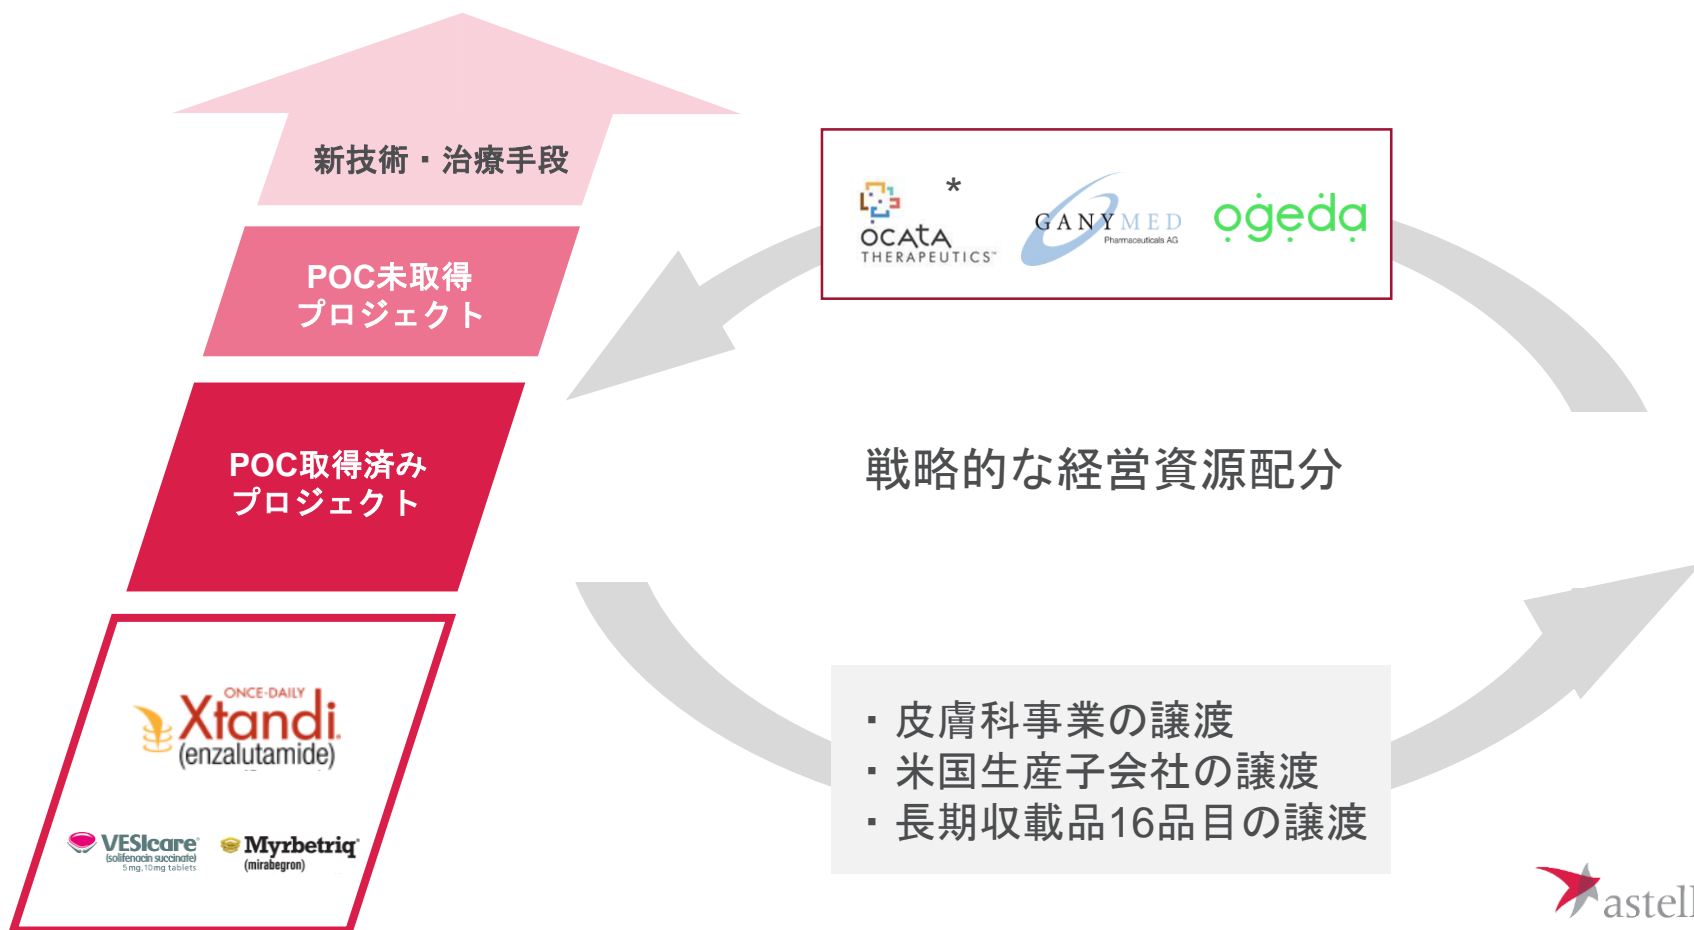 新技術・治療手段
POC未取得
プロジェクト
POC取得済み
プロジェクト
ONCE-DAILY
Xtandi
(enzalutamide)
VESIcare
(solifenacin succinate)
5 mg, 10 mg tablets
Myrbetriq
(mirabegron)
*
OCATA
THERAPEUTICS™
GANYMED
Pharmaceuticals AG
ogeda
戦略的な経営資源配分
・皮膚科事業の譲渡
・米国生産子会社の譲渡
・長期収載品16品目の譲渡
astell